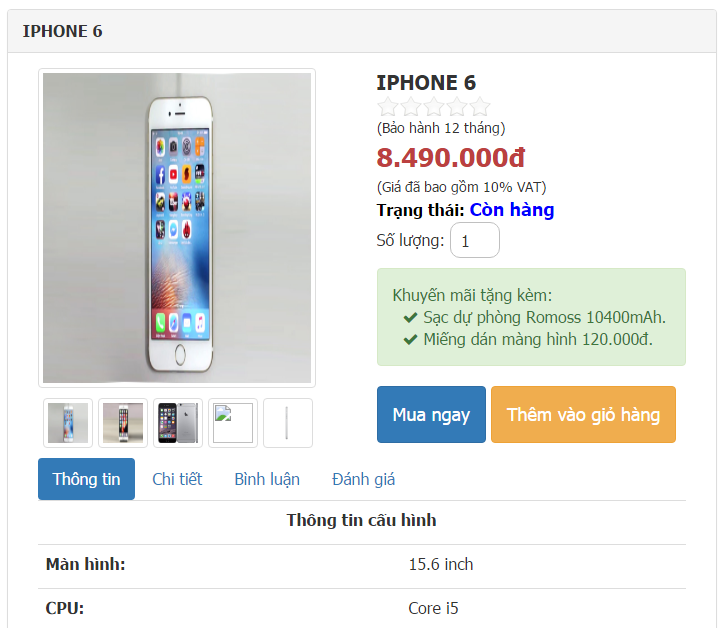 IPHONE 6
IPHONE 6
(Bảo hành 12 tháng)
8.490.000đ
(Giá đã bao gồm 10% VAT)
Trạng thái: Còn hàng
Số lượng: 1
Khuyến mãi tặng kèm:
Sạc dự phòng Romoss 10400mAh.
Miếng dán màng hình 120.000đ.
Mua ngay Thêm vào giỏ hàng
Thông tin Chi tiết Bình luận Đánh giá
Thông tin cấu hình
Màn hình: 15.6 inch
CPU: Core i5